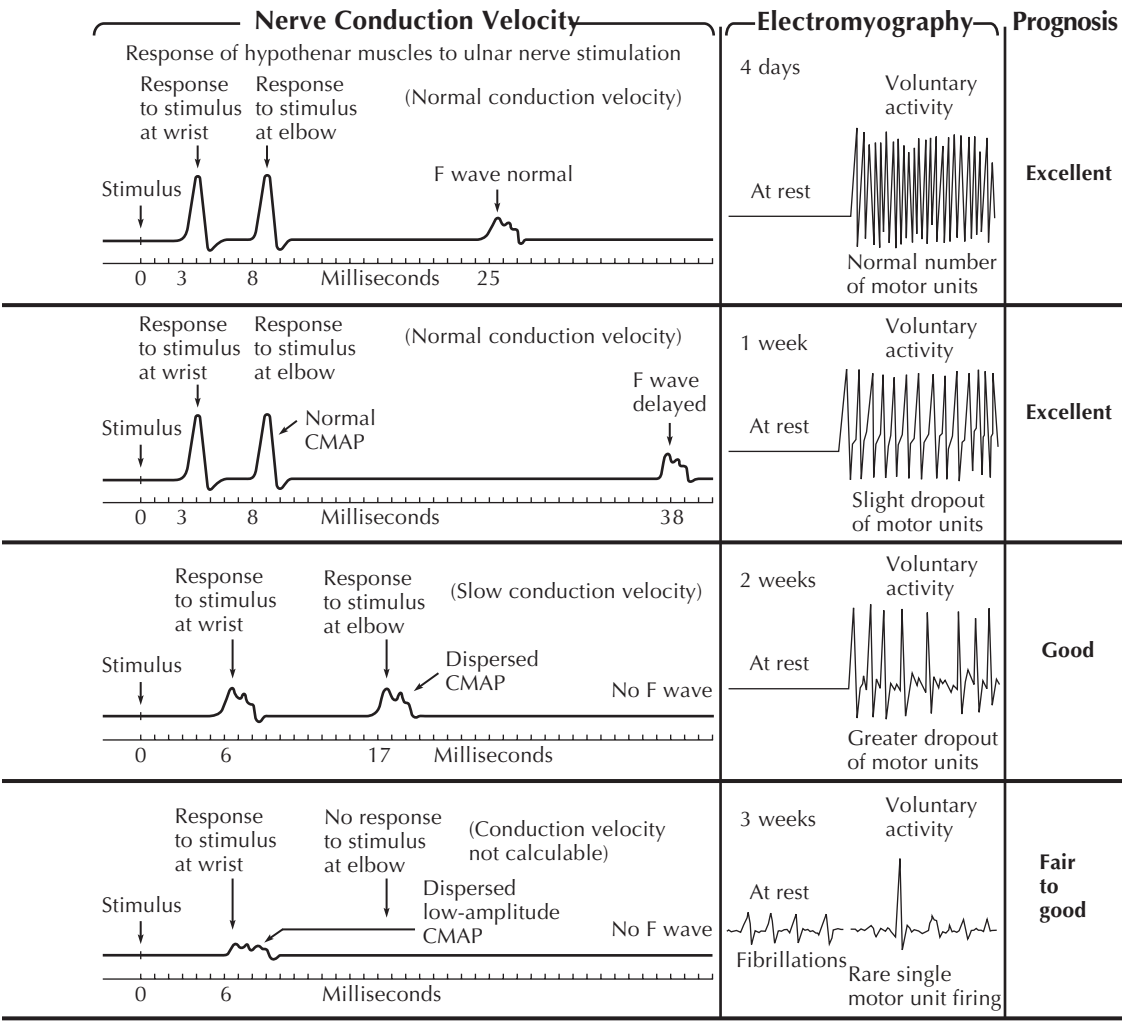 Nerve Conduction Velocity
Electromyography
Prognosis
Response of hypothenar muscles to ulnar nerve stimulation
Response
to stimulus
at wrist
Response
to stimulus
at elbow
(Normal conduction velocity)
Stimulus
F wave normal
0 3 8 Milliseconds 25
4 days
Voluntary
activity
At rest
Normal number
of motor units
Excellent
Response
to stimulus
at wrist
Response
to stimulus
at elbow
(Normal conduction velocity)
F wave
delayed
Stimulus
Normal
CMAP
0 3 8 Milliseconds 38
1 week
Voluntary
activity
At rest
Slight dropout
of motor units
Excellent
Response
to stimulus
at wrist
Response
to stimulus
at elbow
(Slow conduction velocity)
Stimulus
Dispersed
CMAP
No F wave
0 6 17 Milliseconds
2 weeks
Voluntary
activity
At rest
Greater dropout
of motor units
Good
Response
to stimulus
at wrist
No response
to stimulus
at elbow
(Conduction velocity
not calculable)
Stimulus
Dispersed
low-amplitude
CMAP
No F wave
0 6 Milliseconds
3 weeks
Voluntary
activity
At rest
Fibrillations
Rare single
motor unit firing
Fair
to
good